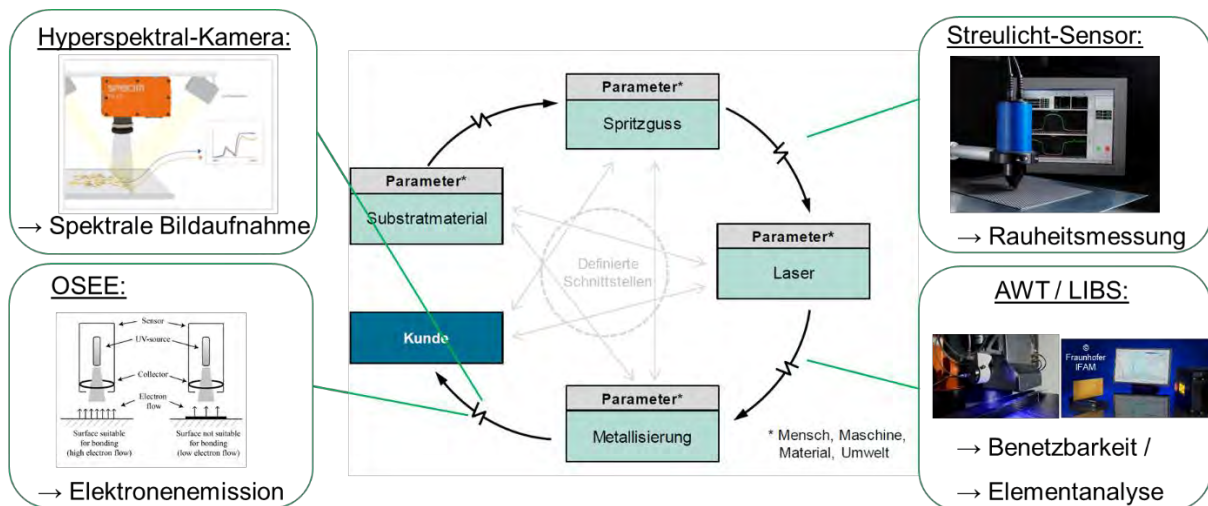 Hyperspektral-Kamera:
SPECIM
→ Spektrale Bildaufnahme
OSEE:
Sensor
UV-source
Collector
Electron
flow
Surface suitable
for bonding
(high electron flow)
Surface not suitable
for bonding
(low electron flow)
→ Elektronenemission
Parameter*
Spritzguss
Parameter*
Substratmaterial
Parameter*
Laser
Definierte
Schnittstellen
Kunde
Parameter*
Metallisierung
* Mensch, Maschine,
Material, Umwelt
Streulicht-Sensor:
→ Rauheitsmessung
AWT / LIBS:
©
Fraunhofer
IFAM
→ Benetzbarkeit /
→ Elementanalyse